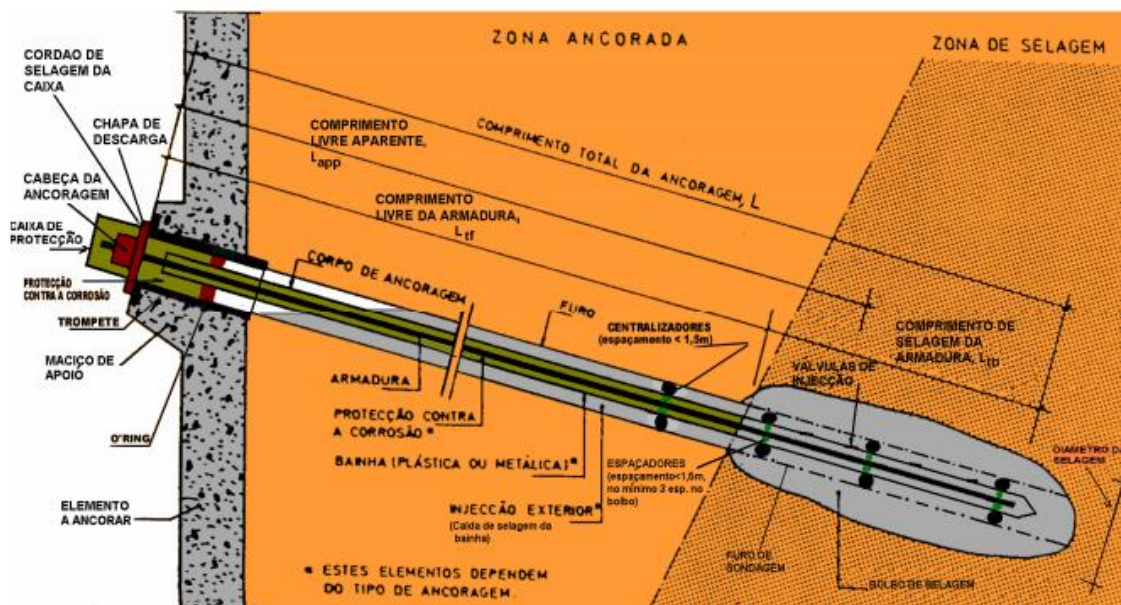 ZONA ANCORADA
ZONA DE SELAGEM
CORDAO DE
SELAGEM DA
CAIXA
CHAPA DE
DESCARGA
CABEÇA DA
ANCORAGEM
CAIXA DE
PROTECÇÃO
PROTECÇÃO
CONTRA A CORROSÃO
TROMPETE
MACIÇO DE
APOIO
O'RING
ELEMENTO
A ANCORAR
COMPRIMENTO TOTAL DA ANCORAGEM, L
COMPRIMENTO
LIVRE APARENTE,
Lapp
COMPRIMENTO
LIVRE DA ARMADURA,
Ltf
CORPO DE ANCORAGEM
FURO
CENTRALIZADORES
(espaçamento < 1,5m)
COMPRIMENTO DE
SELAGEM DA
ARMADURA, Ltb
VÁLVULAS DE
INJECÇÃO
ARMADURA
PROTECÇÃO CONTRA
A CORROSÃO*
BAINHA (PLÁSTICA OU METÁLICA)*
ESPAÇADORES
(espaçamento<1,5m,
no mínimo 3 esp. no
bolbo)
INJECÇÃO EXTERIOR*
(Calda de selagem da
bainha)
DIAMETRO DA
SELAGEM
FURO DE
SONDAGEM
BOLBO DE SELAGEM
* ESTES ELEMENTOS DEPENDEM
DO TIPO DE ANCORAGEM.